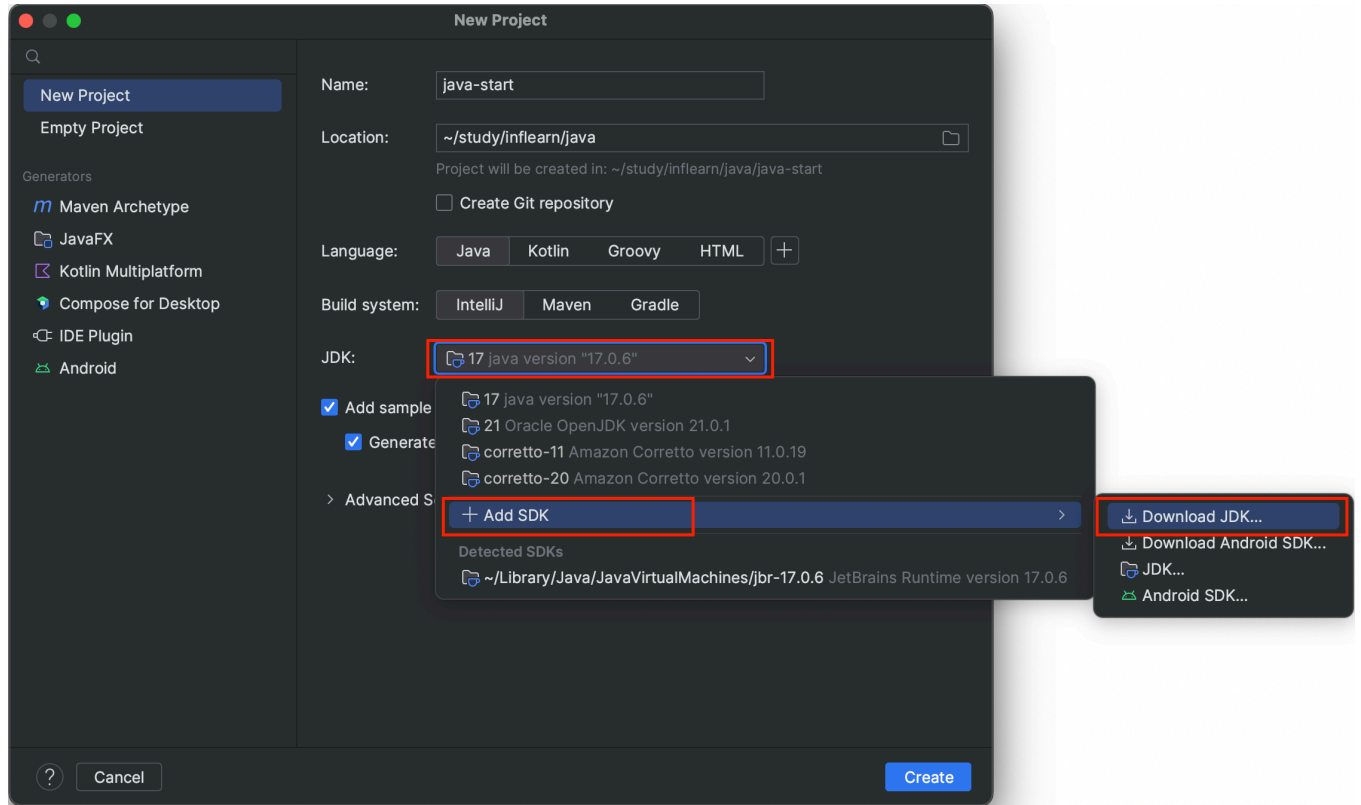 New Project
New Project
Empty Project
Generators
Maven Archetype
JavaFX
Kotlin Multiplatform
Compose for Desktop
IDE Plugin
Android
Name: java-start
Location: ~/study/inflearn/java
Project will be created in: ~/study/inflearn/java/java-start
Create Git repository
Language: Java Kotlin Groovy HTML
Build system: IntelliJ Maven Gradle
JDK: 17 java version "17.0.6"
Add sample
Generate
Advanced S
17 java version "17.0.6"
21 Oracle OpenJDK version 21.0.1
corretto-11 Amazon Corretto version 11.0.19
corretto-20 Amazon Corretto version 20.0.1
+ Add SDK
Detected SDKs
~/Library/Java/JavaVirtualMachines/jbr-17.0.6 JetBrains Runtime version 17.0.6
Download JDK...
Download Android SDK...
JDK...
Android SDK...
? Cancel Create